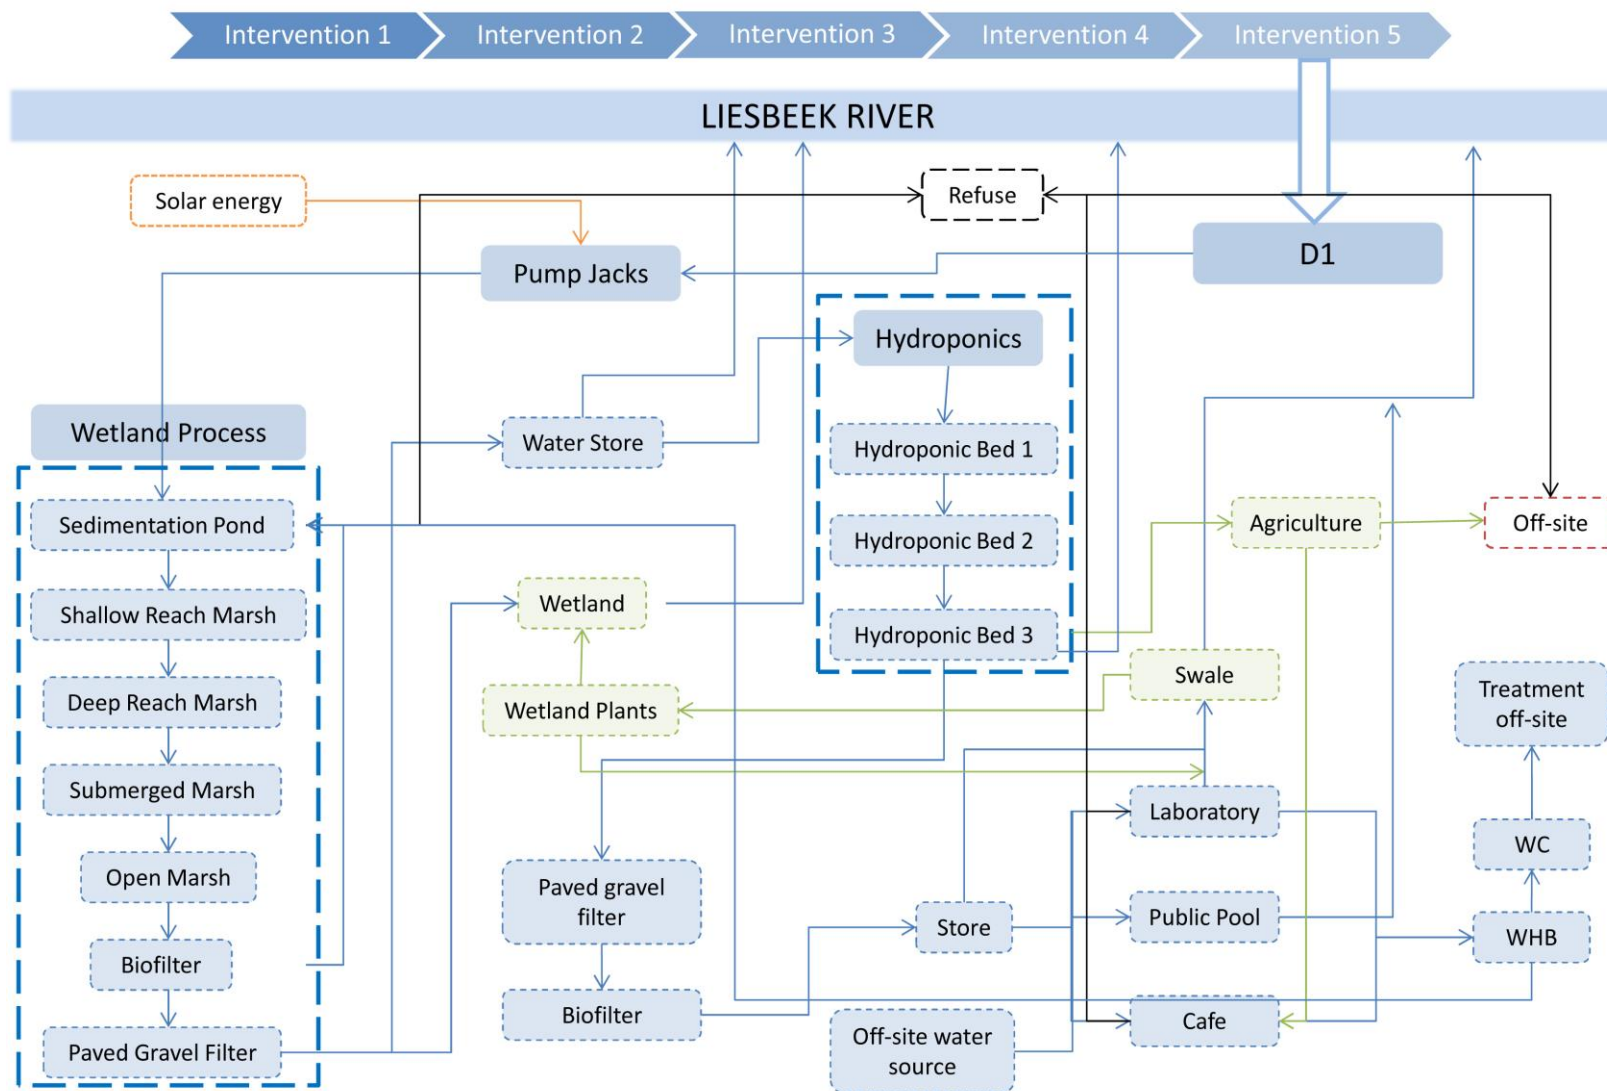 Intervention 1
Intervention 2
Intervention 3
Intervention 4
Intervention 5
LIESBEEK RIVER
Solar energy
Refuse
Pump Jacks
D1
Hydroponics
Wetland Process
Water Store
Hydroponic Bed 1
Sedimentation Pond
Hydroponic Bed 2
Agriculture
Off-site
Shallow Reach Marsh
Wetland
Hydroponic Bed 3
Deep Reach Marsh
Wetland Plants
Swale
Treatment
off-site
Submerged Marsh
Laboratory
WC
Open Marsh
Paved gravel
filter
Store
Public Pool
WHB
Biofilter
Biofilter
Cafe
Paved Gravel Filter
Off-site water
source